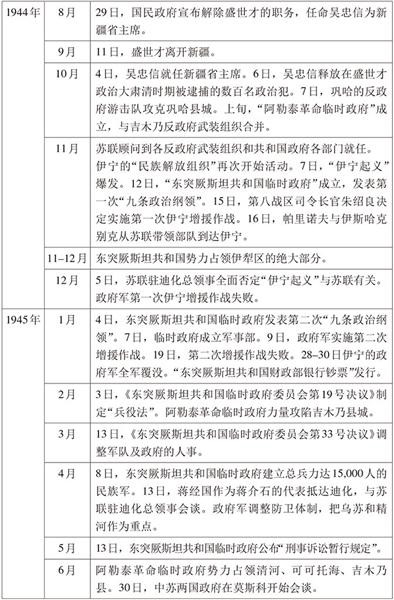 1944年
8月
29日，国民政府宣布解除盛世才的职务，任命吴忠信为新
疆省主席。
9月
11日，盛世才离开新疆。
10月
4日，吴忠信就任新疆省主席。6日，吴忠信释放在盛世才
政治大肃清时期被逮捕的数百名政治犯。7日，巩哈的反政
府游击队攻克巩哈县城。上旬，“阿勒泰革命临时政府”成
立，与吉木乃反政府武装组织合并。
11月
苏联顾问到各反政府武装组织和共和国政府各部门就任。
伊宁的“民族解放组织”再次开始活动。7日，“伊宁起义”
爆发。12日，“东突厥斯坦共和国临时政府”成立，发表第
一次“九条政治纲领”。15日，第八战区司令长官朱绍良决
定实施第一次伊宁增援作战。16日，帕里诺夫与伊斯哈克
别克从苏联带领部队到达伊宁。
11–12月
东突厥斯坦共和国势力占领伊犁区的绝大部分。
12月
5日，苏联驻迪化总领事全面否定“伊宁起义”与苏联有关。
政府军第一次伊宁增援作战失败。
1945年
1月
4日，东突厥斯坦共和国临时政府发表第二次“九条政治纲
领”。7日，临时政府成立军事部。9日，政府军实施第二次
增援作战。19日，第二次增援作战失败。28–30日伊宁的政
府军全军覆没。“东突厥斯坦共和国财政部银行钞票”发行。
2月
3日，《东突厥斯坦共和国临时政府委员会第19号决议》制
定“兵役法”。阿勒泰革命临时政府力量攻陷吉木乃县城。
3月
13日，《东突厥斯坦共和国临时政府委员会第33号决议》调
整军队及政府的人事。
4月
8日，东突厥斯坦共和国临时政府建立总兵力达15,000人的
民族军。13日，蒋经国作为蒋介石的代表抵达迪化，与苏
联驻迪化总领事会谈。政府军调整防卫体制，把乌苏和精
河作为重点。
5月
13日，东突厥斯坦共和国临时政府公布“刑事诉讼暂行规定”。
6月
阿勒泰革命临时政府势力占领清河、可可托海、吉木乃
县。30日，中苏两国政府在莫斯科开始会谈。